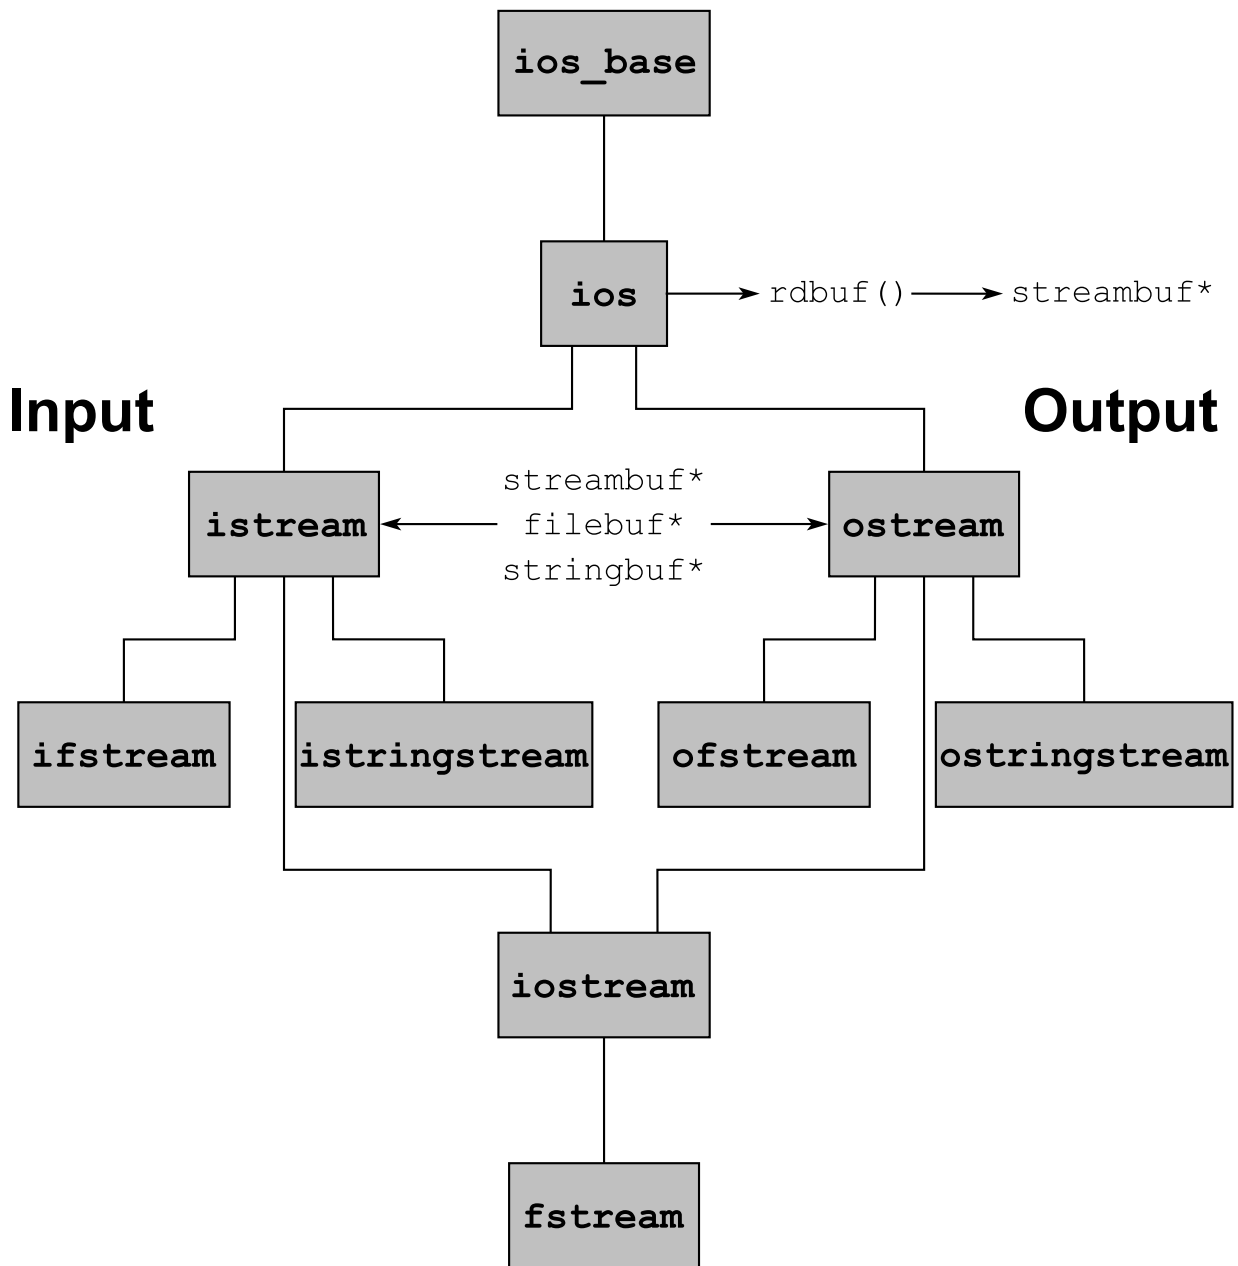 ios_base
ios
rdbuf()
streambuf*
Input
Output
streambuf*
filebuf*
stringbuf*
istream
ostream
ifstream
istringstream
ofstream
ostringstream
iostream
fstream